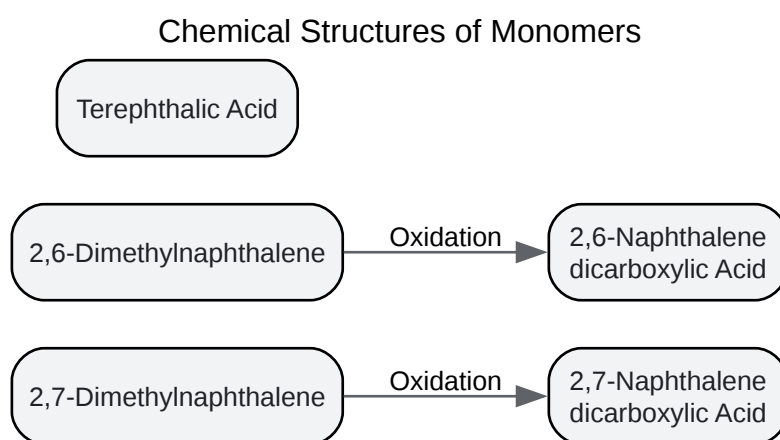 Chemical Structures of Monomers
Terephthalic Acid
2,6-Dimethylnaphthalene
Oxidation
2,6-Naphthalene
dicarboxylic Acid
2,7-Dimethylnaphthalene
Oxidation
2,7-Naphthalene
dicarboxylic Acid